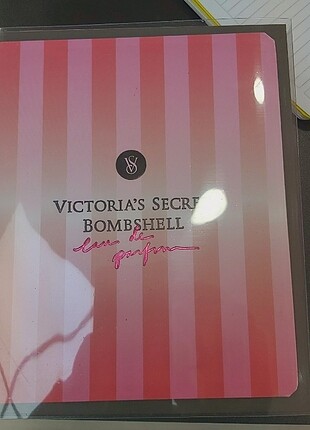 VS
VICTORIA'S SECRE
BOMBSHELL
eau de
parfum